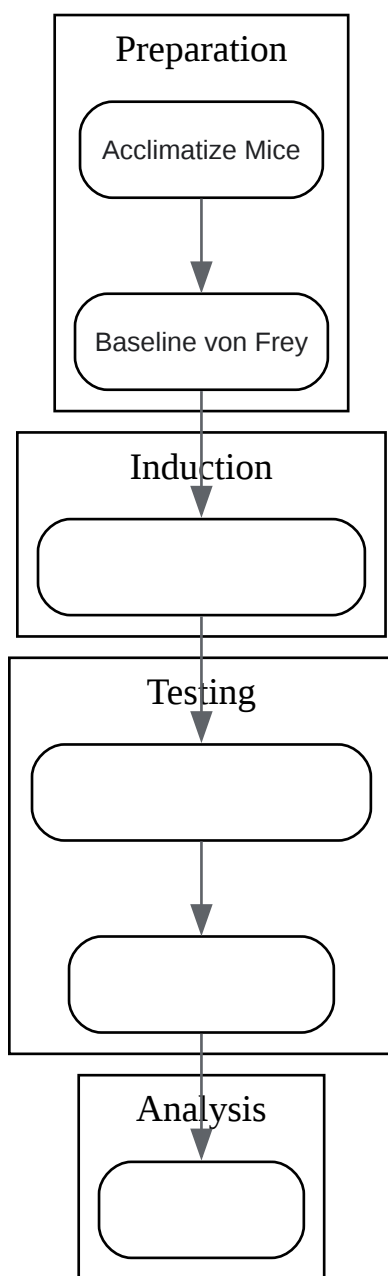 Preparation
Acclimatize Mice
Baseline von Frey
Induction
Testing
Analysis